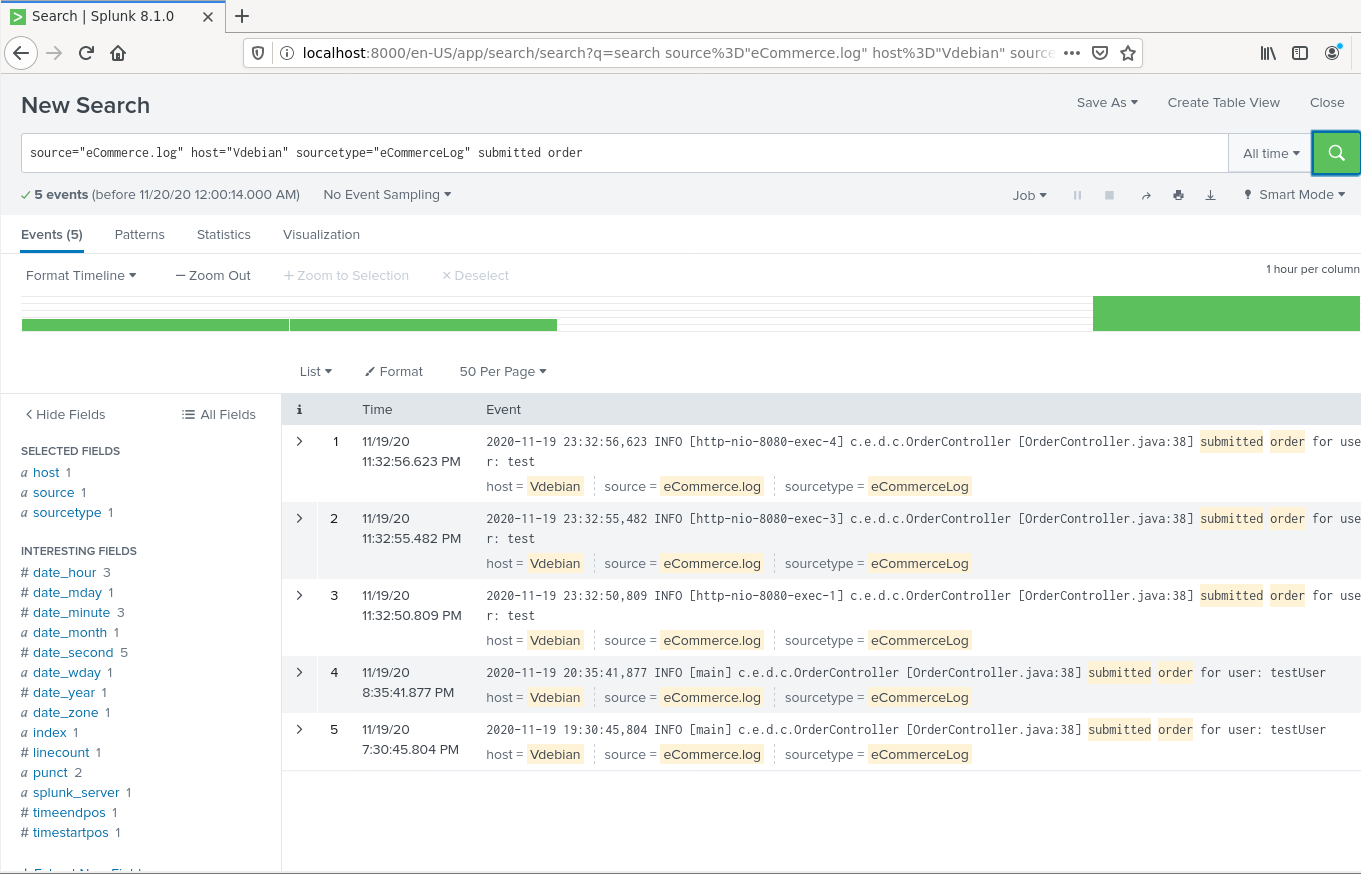 Search | Splunk 8.1.0
localhost:8000/en-US/app/search/search?q=search source%3D"eCommerce.log" host%3D"Vdebian" source
New Search
Save As Create Table View Close
source="eCommerce.log" host="Vdebian" sourcetype="eCommerceLog" submitted order
All time
5 events (before 11/20/20 12:00:14.000 AM) No Event Sampling
Job Smart Mode
Events (5) Patterns Statistics Visualization
Format Timeline — Zoom Out + Zoom to Selection × Deselect
1 hour per column
List Format 50 Per Page
Hide Fields All Fields
SELECTED FIELDS
a host 1
a source 1
a sourcetype 1
INTERESTING FIELDS
# date_hour 3
# date_mday 1
# date_minute 3
a date_month 1
# date_second 5
a date_wday 1
# date_year 1
a date_zone 1
a index 1
# linecount 1
a punct 2
a splunk_server 1
# timeendpos 1
# timestartpos 1
i Time Event
1 11/19/20 2020-11-19 23:32:56,623 INFO [http-nio-8080-exec-4] c.e.d.c.OrderController [OrderController.java:38] submitted order for use
11:32:56.623 PM r: test
host = Vdebian source = eCommerce.log sourcetype = eCommerceLog
2 11/19/20 2020-11-19 23:32:55,482 INFO [http-nio-8080-exec-3] c.e.d.c.OrderController [OrderController.java:38] submitted order for use
11:32:55.482 PM r: test
host = Vdebian source = eCommerce.log sourcetype = eCommerceLog
3 11/19/20 2020-11-19 23:32:50,809 INFO [http-nio-8080-exec-1] c.e.d.c.OrderController [OrderController.java:38] submitted order for use
11:32:50.809 PM r: test
host = Vdebian source = eCommerce.log sourcetype = eCommerceLog
4 11/19/20 2020-11-19 20:35:41,877 INFO [main] c.e.d.c.OrderController [OrderController.java:38] submitted order for user: testUser
8:35:41.877 PM host = Vdebian source = eCommerce.log sourcetype = eCommerceLog
5 11/19/20 2020-11-19 19:30:45,804 INFO [main] c.e.d.c.OrderController [OrderController.java:38] submitted order for user: testUser
7:30:45.804 PM host = Vdebian source = eCommerce.log sourcetype = eCommerceLog